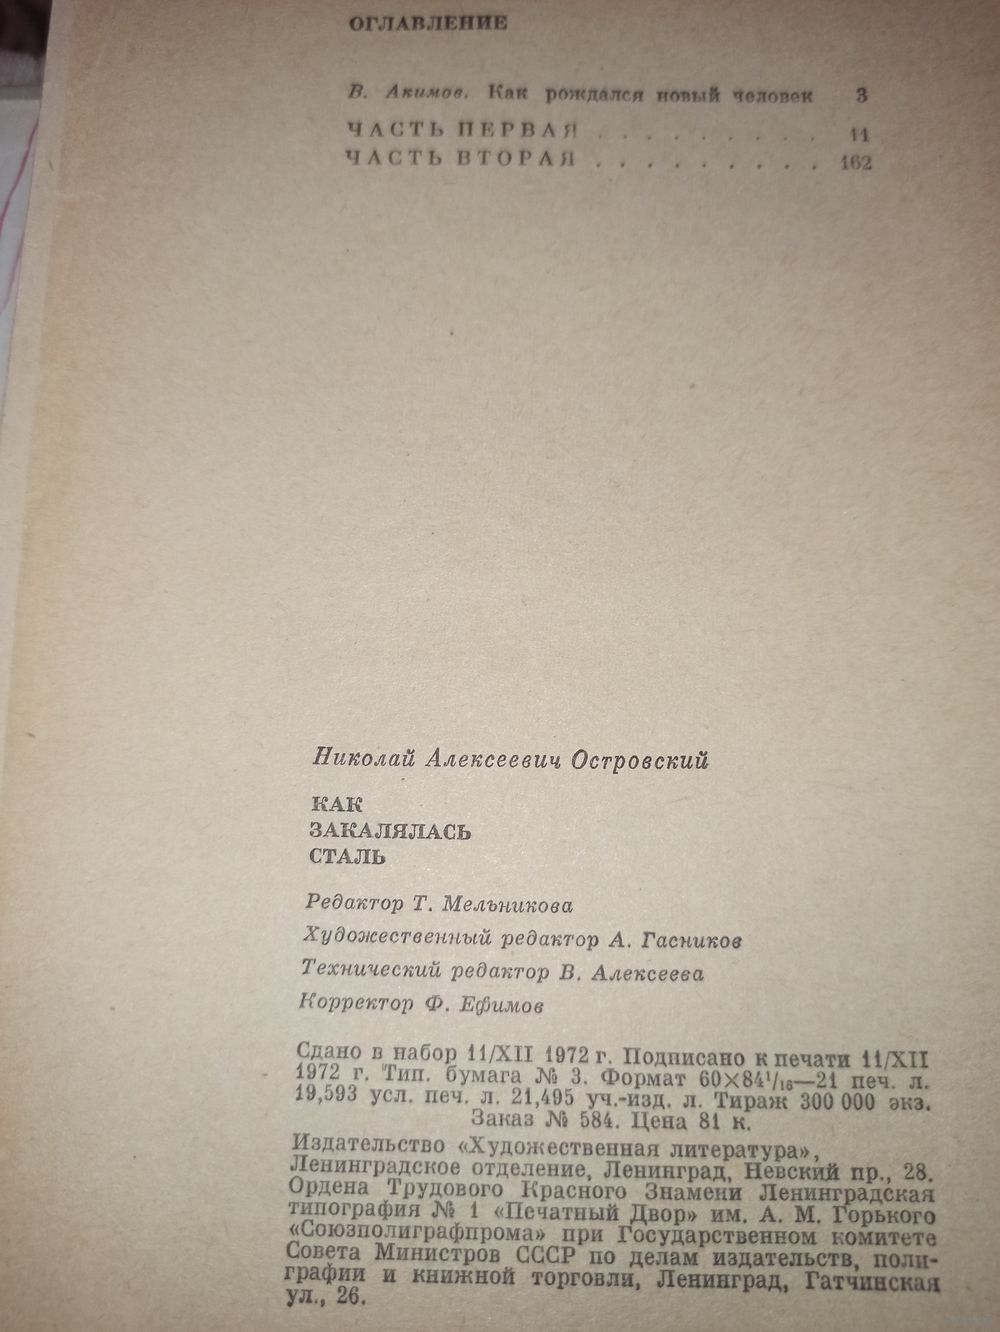 ОГЛАВЛЕНИЕ
В. Акимов. Как рождался новый человек 3
ЧАСТЬ ПЕРВАЯ . . . . . . . . . 11
ЧАСТЬ ВТОРАЯ . . . . . . . . . 162
Николай Алексеевич Островский
КАК
ЗАКАЛЯЛАСЬ
СТАЛЬ
Редактор Т. Мельникова
Художественный редактор А. Гасников
Технический редактор В. Алексеева
Корректор Ф. Ефимов
Сдано в набор 11/XII 1972 г. Подписано к печати 11/XII
1972 г. Тип. бумага № 3. Формат 60×84¹/₁₆—21 печ. л.
19,593 усл. печ. л. 21,495 уч.-изд. л. Тираж 300 000 экз.
Заказ № 584. Цена 81 к.
Издательство «Художественная литература»,
Ленинградское отделение, Ленинград, Невский пр., 28.
Ордена Трудового Красного Знамени Ленинградская
типография № 1 «Печатный Двор» им. А. М. Горького
«Союзполиграфпрома» при Государственном комитете
Совета Министров СССР по делам издательств, поли-
графии и книжной торговли, Ленинград, Гатчинская
ул., 26.